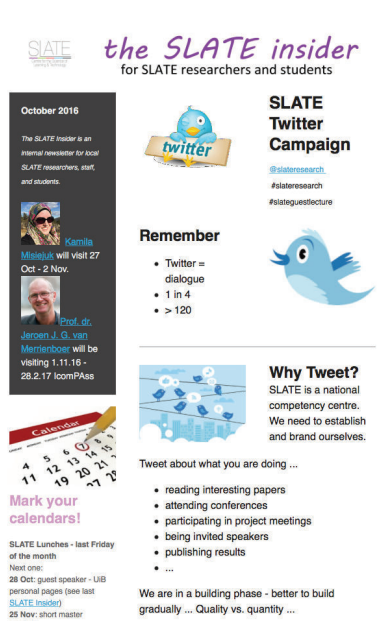 SLATE
the SLATE insider
for SLATE researchers and students
October 2016
The SLATE Insider is an
internal newsletter for local
SLATE researchers, staff,
and students.
Kamila
Misiejuk will visit 27
Oct - 2 Nov.
Prof. dr.
Jeroen J. G. van
Merrienboer will be
visiting 1.11.16 -
28.2.17 IcomPAss
Calendar
4 5 6 7 1
11 12 13 14 15
19 20 21
27
Mark your
calendars!
SLATE Lunches - last Friday
of the month
Next one:
28 Oct: guest speaker - UiB
personal pages (see last
SLATE Insider)
25 Nov: short master
twitter
SLATE
Twitter
Campaign
@slateresearch
#slateresearch
#slateguestlecture
Remember
• Twitter =
dialogue
• 1 in 4
• > 120
Why Tweet?
SLATE is a national
competency centre.
We need to establish
and brand ourselves.
Tweet about what you are doing ...
• reading interesting papers
• attending conferences
• participating in project meetings
• being invited speakers
• publishing results
• ...
We are in a building phase - better to build
gradually ... Quality vs. quantity ...